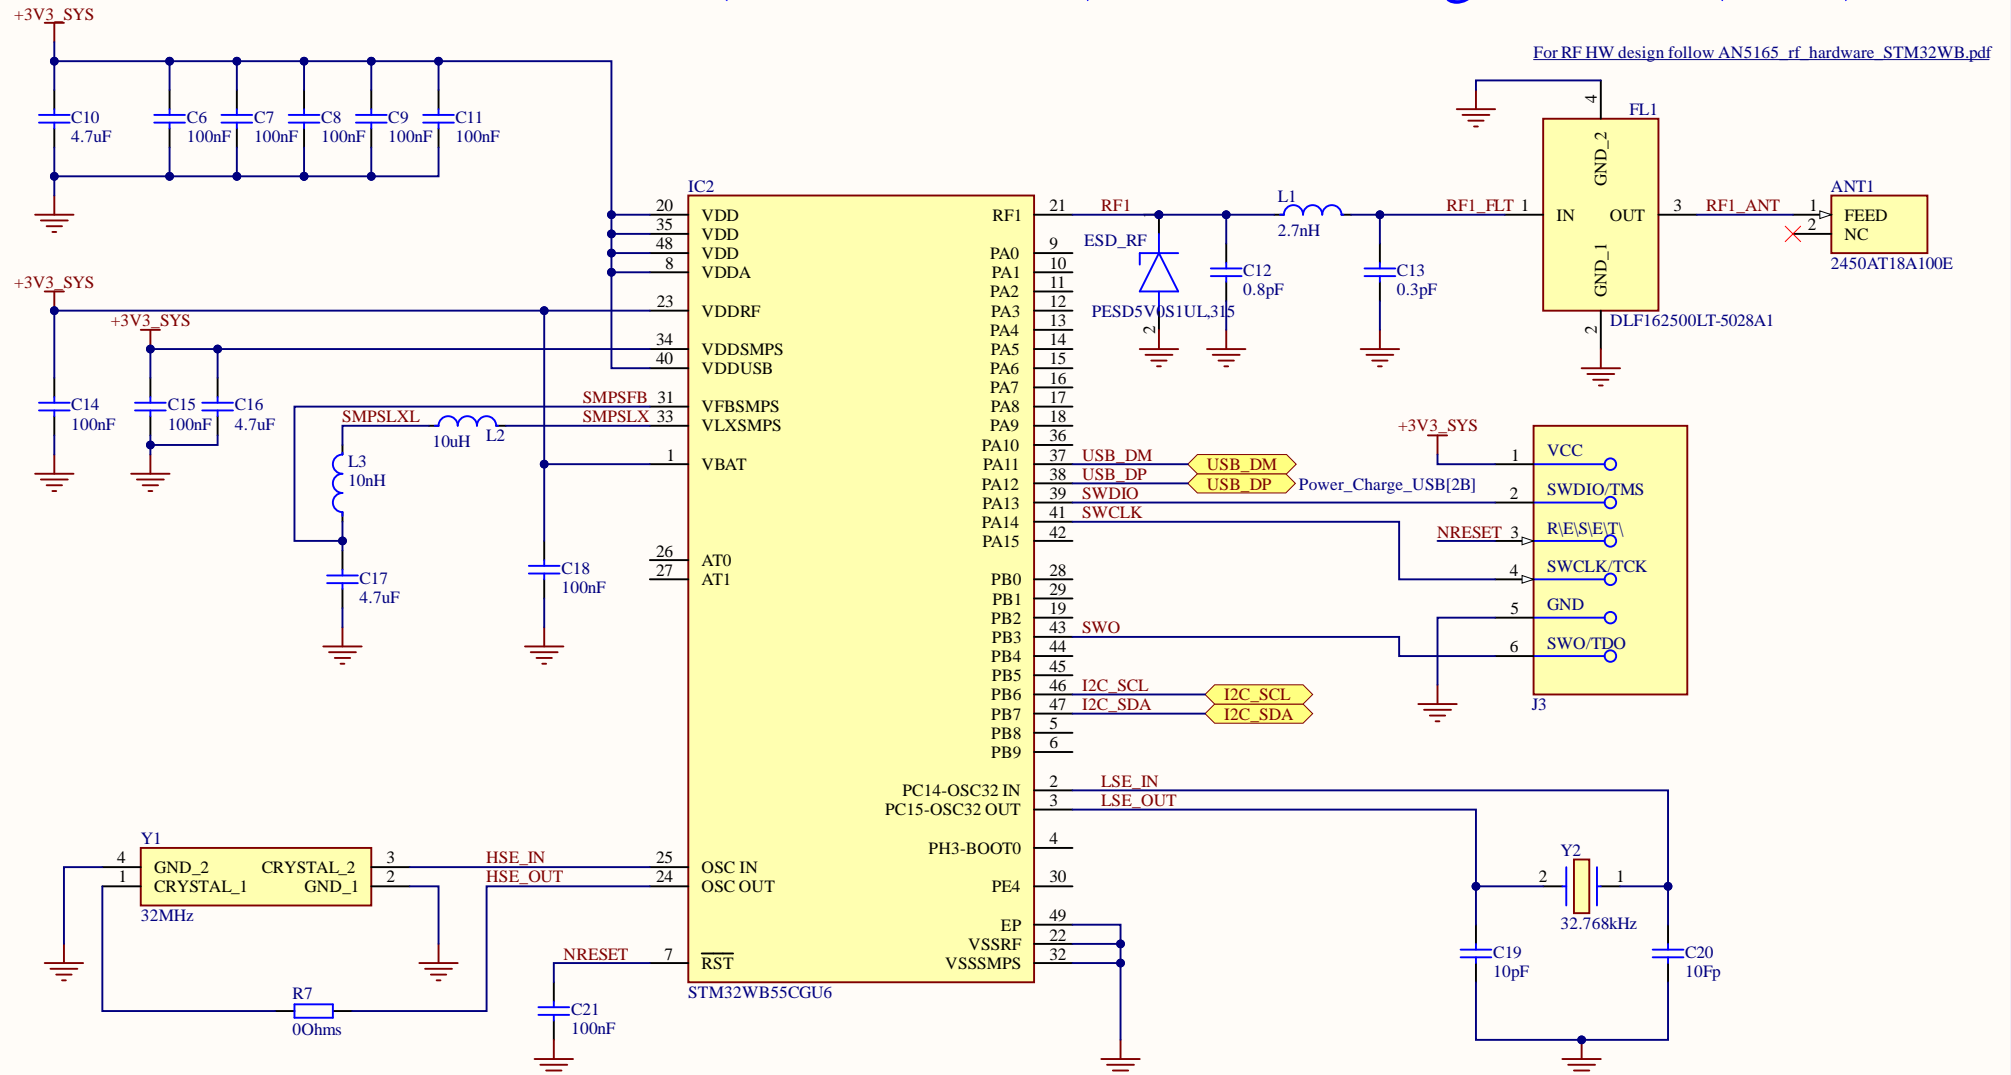 +3V3_SYS
For RF HW design follow AN5165_rf_hardware_STM32WB.pdf
C10
4.7uF
C6
100nF
C7
100nF
C8
100nF
C9
100nF
C11
100nF
+3V3_SYS
+3V3_SYS
C14
100nF
C15
100nF
C16
4.7uF
SMPSFB
SMPSLX
SMPSLXL
10uH
L2
L3
10nH
C17
4.7uF
C18
100nF
IC2
20 VDD
35 VDD
48 VDD
8 VDDA
23 VDDRF
34 VDDSMPS
40 VDDUSB
31 VFBSMPS
33 VLXSMPS
1 VBAT
26 AT0
27 AT1
25 OSC IN
24 OSC OUT
7 RST
RF1 21
PA0 9
PA1 10
PA2 11
PA3 12
PA4 13
PA5 14
PA6 15
PA7 16
PA8 17
PA9 18
PA10 36
PA11 37
PA12 38
PA13 39
PA14 41
PA15 42
PB0 28
PB1 29
PB2 19
PB3 43
PB4 44
PB5 45
PB6 46
PB7 47
PB8 5
PB9 6
PC14-OSC32 IN 2
PC15-OSC32 OUT 3
PH3-BOOT0 4
PE4 30
EP 49
VSSRF 22
VSSSMPS 32
STM32WB55CGU6
RF1
ESD_RF
PESD5V0S1UL,315
2
C12
0.8pF
L1
2.7nH
C13
0.3pF
RF1_FLT
FL1
1 IN
OUT 3
4 GND_2
2 GND_1
DLF162500LT-5028A1
RF1_ANT
ANT1
1 FEED
2 NC
2450AT18A100E
USB_DM
USB_DM
USB_DP
USB_DP
Power_Charge_USB[2B]
SWDIO
SWCLK
SWO
I2C_SCL
I2C_SCL
I2C_SDA
I2C_SDA
+3V3_SYS
1 VCC
2 SWDIO/TMS
NRESET 3 R\E\S\E\T\
4 SWCLK/TCK
5 GND
6 SWO/TDO
J3
LSE_IN
LSE_OUT
Y2
2 1
32.768kHz
C19
10pF
C20
10Fp
Y1
4 GND_2
1 CRYSTAL_1
CRYSTAL_2 3
GND_1 2
32MHz
HSE_IN
HSE_OUT
R7
0Ohms
NRESET
C21
100nF